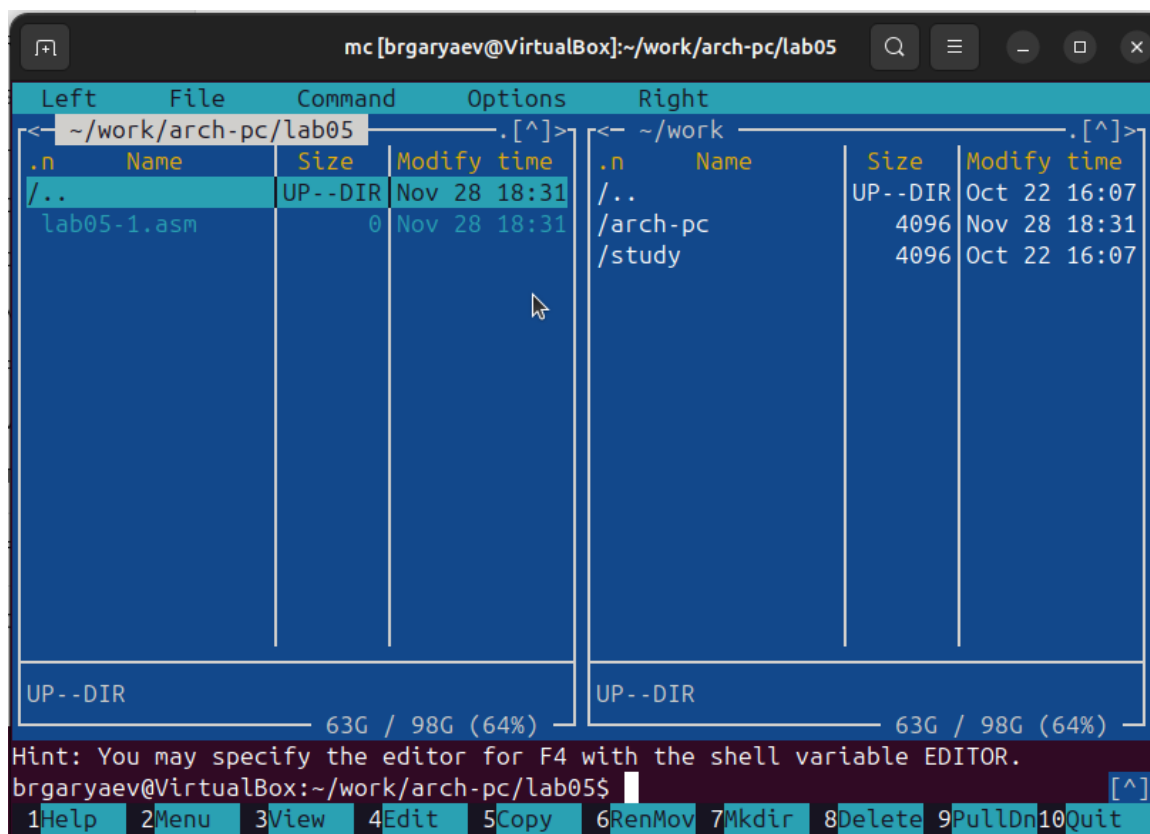 mc [brgaryaev@VirtualBox]:~/work/arch-pc/lab05
Left File Command Options Right
<─ ~/work/arch-pc/lab05 ─.[^]>
.n Name Size Modify time
/.. UP--DIR Nov 28 18:31
lab05-1.asm 0 Nov 28 18:31
UP--DIR
63G / 98G (64%)
<─ ~/work ─.[^]>
.n Name Size Modify time
/.. UP--DIR Oct 22 16:07
/arch-pc 4096 Nov 28 18:31
/study 4096 Oct 22 16:07
UP--DIR
63G / 98G (64%)
Hint: You may specify the editor for F4 with the shell variable EDITOR.
brgaryaev@VirtualBox:~/work/arch-pc/lab05$ [^]
1Help 2Menu 3View 4Edit 5Copy 6RenMov 7Mkdir 8Delete 9PullDn 10Quit